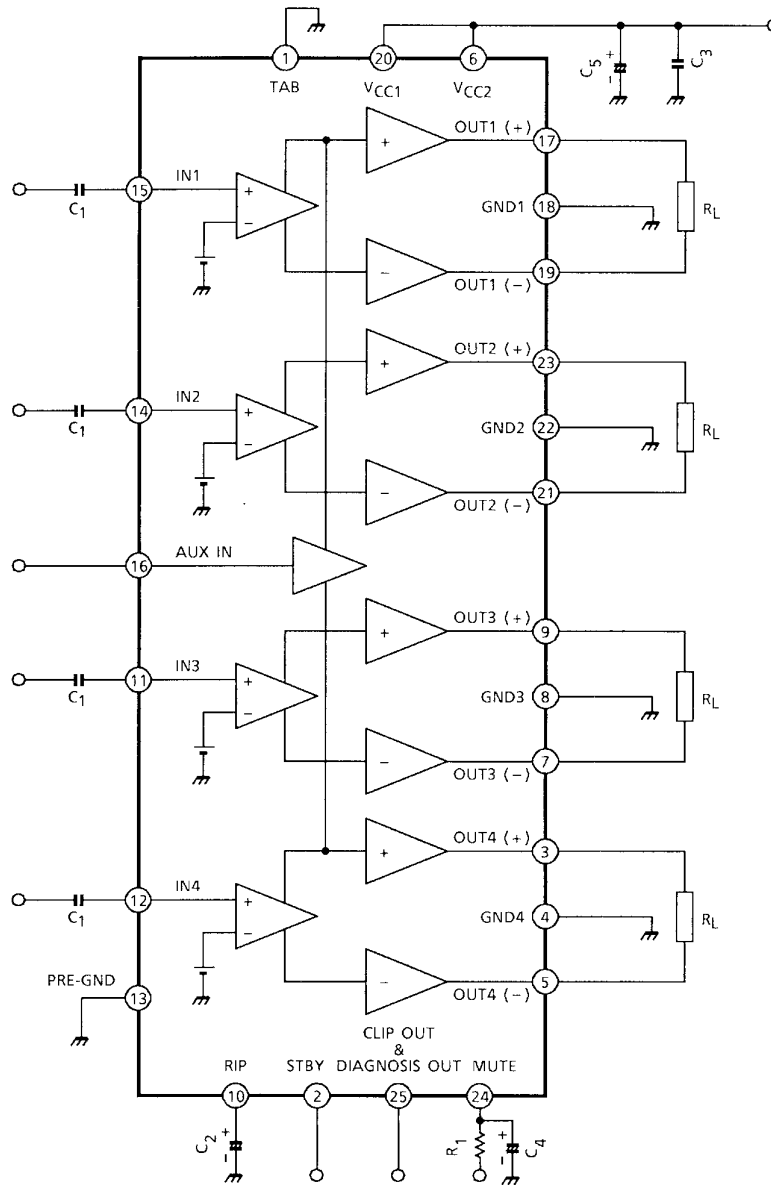 1 20 6
TAB VCC1 VCC2
+ - C5 C3
OUT1 (+) 17
+
15 IN1
C1
+ -
GND1 18
RL
-
19
OUT1 (-)
OUT2 (+) 23
+
14 IN2
C1
+ -
GND2 22
RL
-
21
OUT2 (-)
16 AUX IN
OUT3 (+) 9
+
11 IN3
C1
+ -
GND3 8
RL
-
7
OUT3 (-)
OUT4 (+) 3
+
12 IN4
C1
+ -
GND4 4
RL
-
5
OUT4 (-)
PRE-GND
13
CLIP OUT
&
RIP STBY DIAGNOSIS OUT MUTE
10 2 25 24
C2 + - R1 + - C4